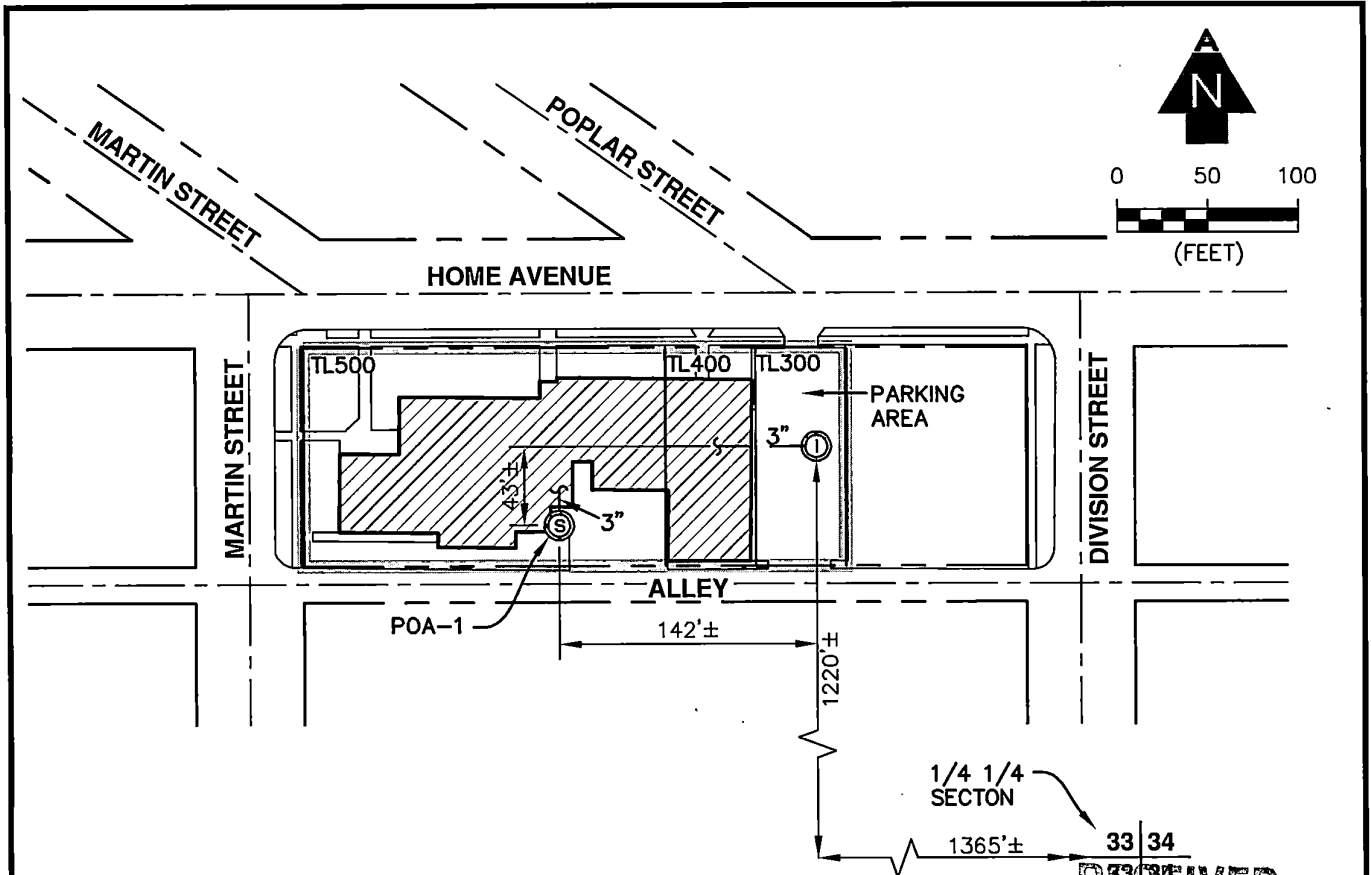 A
N
0 50 100
(FEET)
MARTIN STREET
POPLAR STREET
HOME AVENUE
TL500
TL400
TL300
PARKING
AREA
3"
I
43'±
3"
S
MARTIN STREET
DIVISION STREET
ALLEY
POA-1
142'±
1220'±
1/4 1/4
SECTON
1365'±
33 34